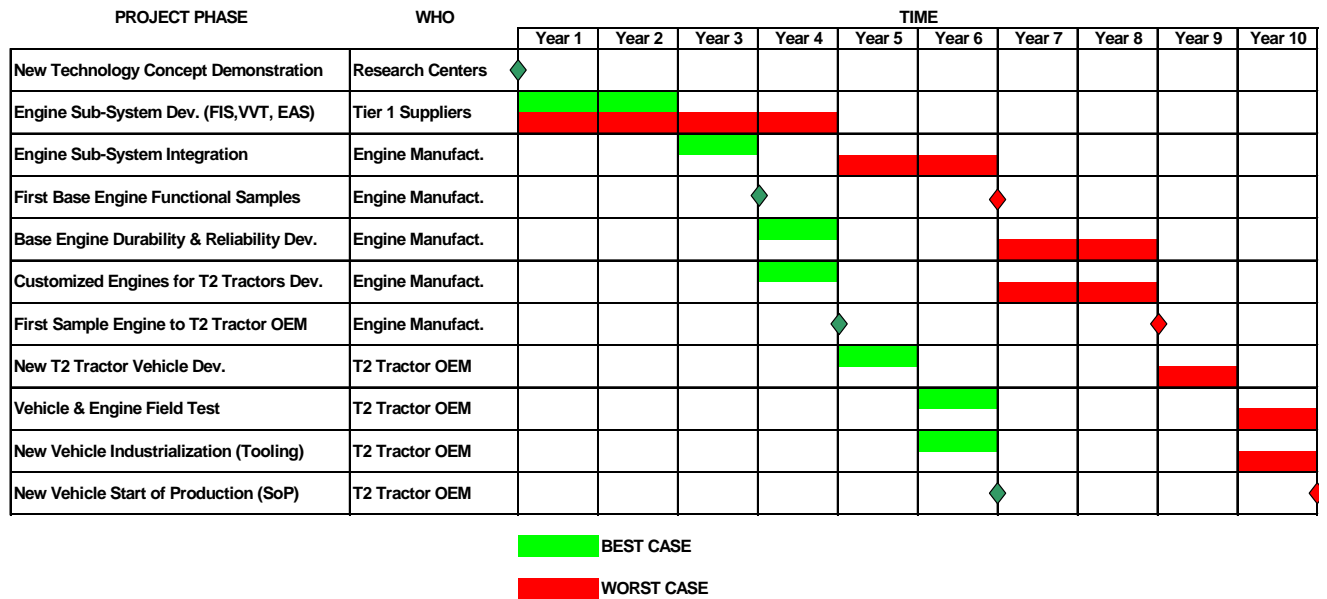 PROJECT PHASE WHO TIME
Year 1 Year 2 Year 3 Year 4 Year 5 Year 6 Year 7 Year 8 Year 9 Year 10
New Technology Concept Demonstration Research Centers
Engine Sub-System Dev. (FIS,VVT, EAS) Tier 1 Suppliers
Engine Sub-System Integration Engine Manufact.
First Base Engine Functional Samples Engine Manufact.
Base Engine Durability & Reliability Dev. Engine Manufact.
Customized Engines for T2 Tractors Dev. Engine Manufact.
First Sample Engine to T2 Tractor OEM Engine Manufact.
New T2 Tractor Vehicle Dev. T2 Tractor OEM
Vehicle & Engine Field Test T2 Tractor OEM
New Vehicle Industrialization (Tooling) T2 Tractor OEM
New Vehicle Start of Production (SoP) T2 Tractor OEM
BEST CASE
WORST CASE